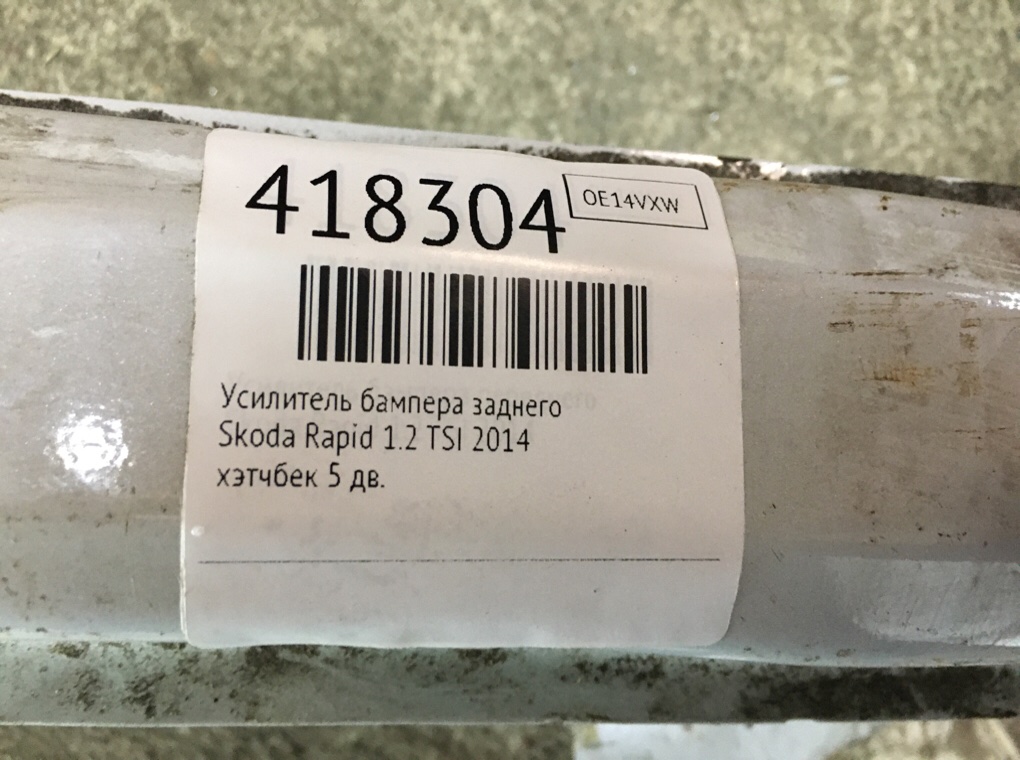 418304
OE14VXW
Усилитель бампера заднего
Skoda Rapid 1.2 TSI 2014
хэтчбек 5 дв.